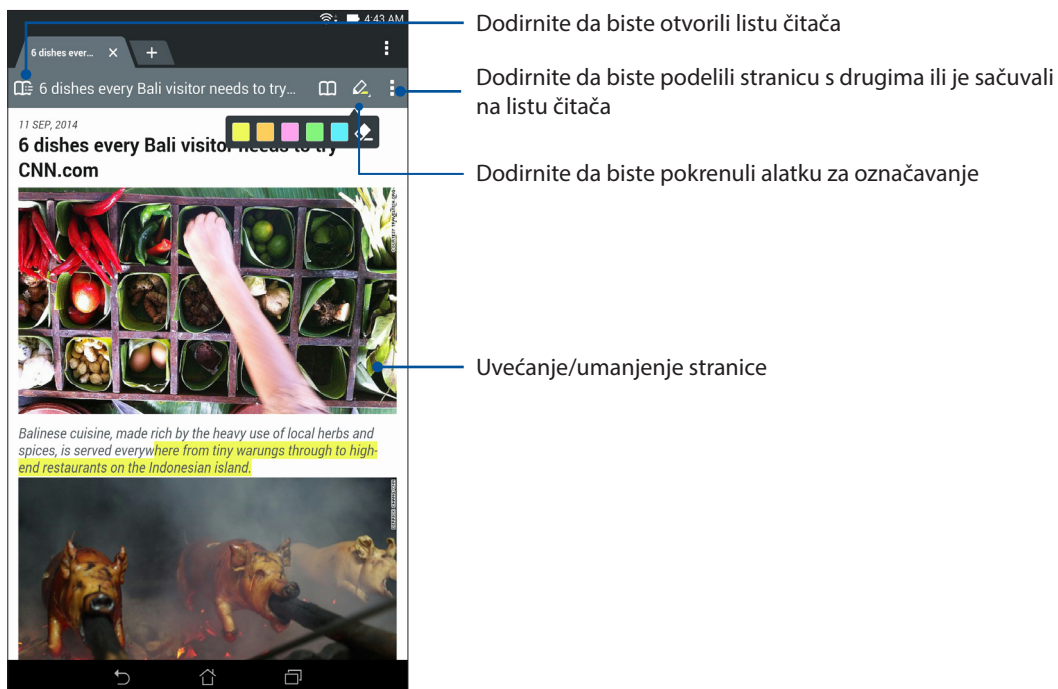 4:43 AM
6 dishes ever...
6 dishes every Bali visitor needs to try...
11 SEP, 2014
6 dishes every Bali visitor needs to try
CNN.com
Balinese cuisine, made rich by the heavy use of local herbs and
spices, is served everywhere from tiny warungs through to high-
end restaurants on the Indonesian island.
Dodirnite da biste otvorili listu čitača
Dodirnite da biste podelili stranicu s drugima ili je sačuvali
na listu čitača
Dodirnite da biste pokrenuli alatku za označavanje
Uvećanje/umanjenje stranice